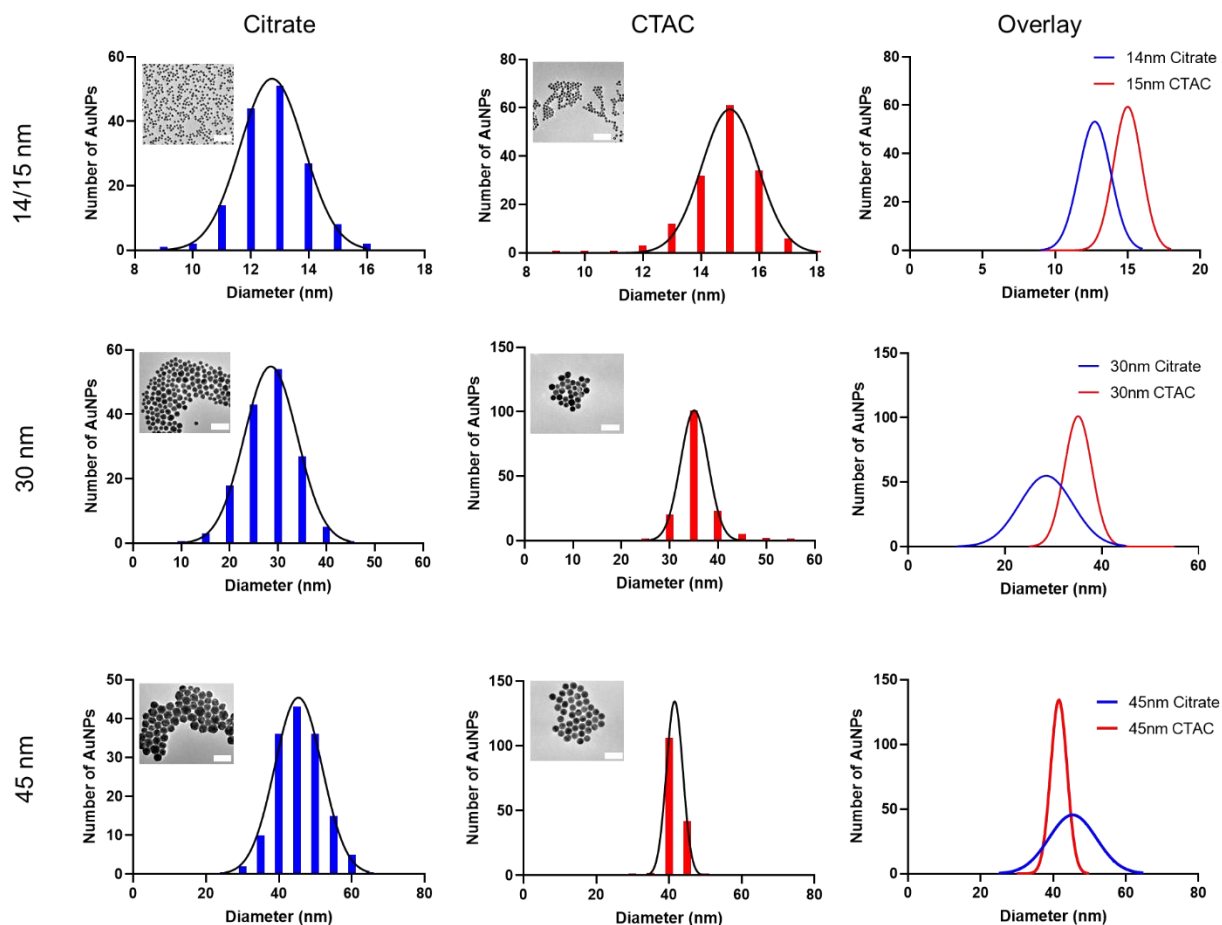 Citrate
CTAC
Overlay
14/15 nm
Number of AuNPs
60
40
20
0
8 10 12 14 16 18
Diameter (nm)
Number of AuNPs
80
60
40
20
0
8 10 12 14 16 18
Diameter (nm)
Number of AuNPs
80
60
40
20
0
0 5 10 15 20
Diameter (nm)
14nm Citrate
15nm CTAC
30 nm
Number of AuNPs
60
40
20
0
0 10 20 30 40 50 60
Diameter (nm)
Number of AuNPs
150
100
50
0
0 10 20 30 40 50 60
Diameter (nm)
Number of AuNPs
150
100
50
0
0 20 40 60
Diameter (nm)
30nm Citrate
30nm CTAC
45 nm
Number of AuNPs
50
40
30
20
10
0
0 20 40 60 80
Diameter (nm)
Number of AuNPs
150
100
50
0
0 20 40 60 80
Diameter (nm)
Number of AuNPs
150
100
50
0
0 20 40 60 80
Diameter (nm)
45nm Citrate
45nm CTAC